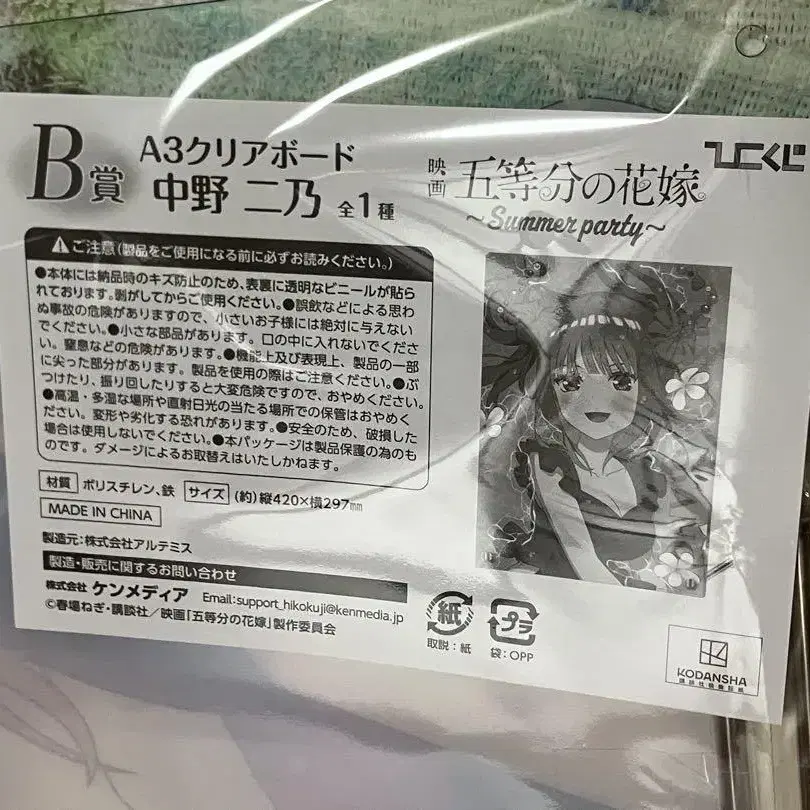 B賞
A3クリアボード
中野 二乃 全1種
映画 五等分の花嫁
~Summer party~
ヒコくじ
⚠ご注意(製品をご使用になる前に必ずお読みください。)
●本体には納品時のキズ防止のため、表裏に透明なビニールが貼ら
れております。剥がしてからご使用ください。●誤飲などによる思わ
ぬ事故の危険がありますので、小さいお子様には絶対に与えない
でください。●小さな部品があります。口の中に入れないでくださ
い。窒息などの危険があります。●機能上及び表現上、製品の一部
に尖った部分があります。製品を使用の際はご注意ください。●ぶ
つけたり、振り回したりすると大変危険ですので、おやめください。
●高温・多湿な場所や直射日光の当たる場所での保管はおやめく
ださい。変形や劣化する恐れがあります。●安全のため、破損した
場合は使用しないでください。●本パッケージは製品保護の為のも
のです。ダメージによるお取替えはいたしかねます。
材質 ポリスチレン、鉄 サイズ (約)縦420×横297mm
MADE IN CHINA
製造元:株式会社アルテミス
製造・販売に関するお問い合わせ
株式会社 ケンメディア Email:support_hikokuji@kenmedia.jp
©春場ねぎ・講談社/映画「五等分の花嫁」製作委員会
紙
取説:紙
プラ
袋:OPP
KODANSHA